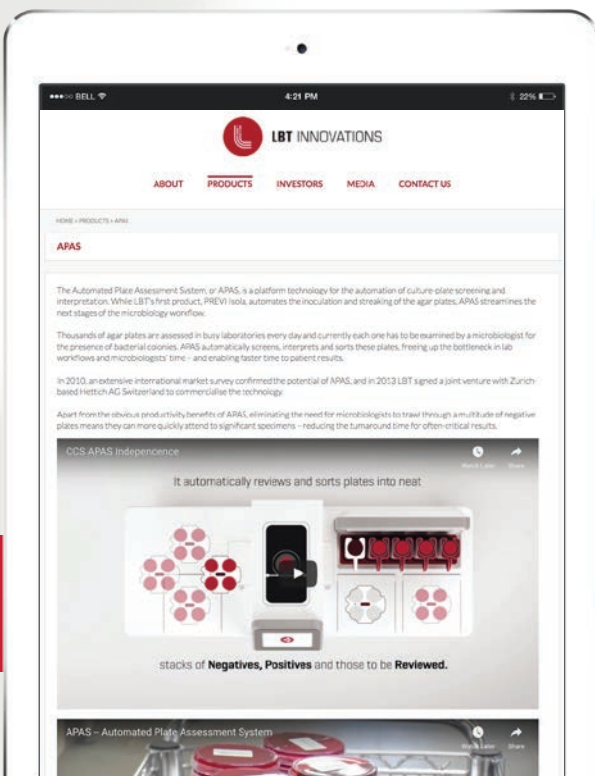 BELL
4:21 PM
22%
LBT INNOVATIONS
ABOUT PRODUCTS INVESTORS MEDIA CONTACT US
HOME » PRODUCTS » APAS
APAS
The Automated Plate Assessment System, or APAS, is a platform technology for the automation of culture-plate screening and
interpretation. While LBT's first product, PREVI Isola, automates the inoculation and streaking of the agar plates, APAS streamlines the
next stages of the microbiology workflow.
Thousands of agar plates are assessed in busy laboratories every day and currently each one has to be examined by a microbiologist for
the presence of bacterial colonies. APAS automatically screens, interprets and sorts these plates, freeing up the bottleneck in lab
workflows and microbiologists' time – and enabling faster time to patient results.
In 2010, an extensive international market survey confirmed the potential of APAS, and in 2013 LBT signed a joint venture with Zurich-
based Hettich AG Switzerland to commercialise the technology.
Apart from the obvious productivity benefits of APAS, eliminating the need for microbiologists to trawl through a multitude of negative
plates means they can more quickly attend to significant specimens – reducing the turnaround time for often-critical results.
CCS APAS Independence
Watch Later Share
It automatically reviews and sorts plates into neat
stacks of Negatives, Positives and those to be Reviewed.
APAS – Automated Plate Assessment System
Watch Later Share